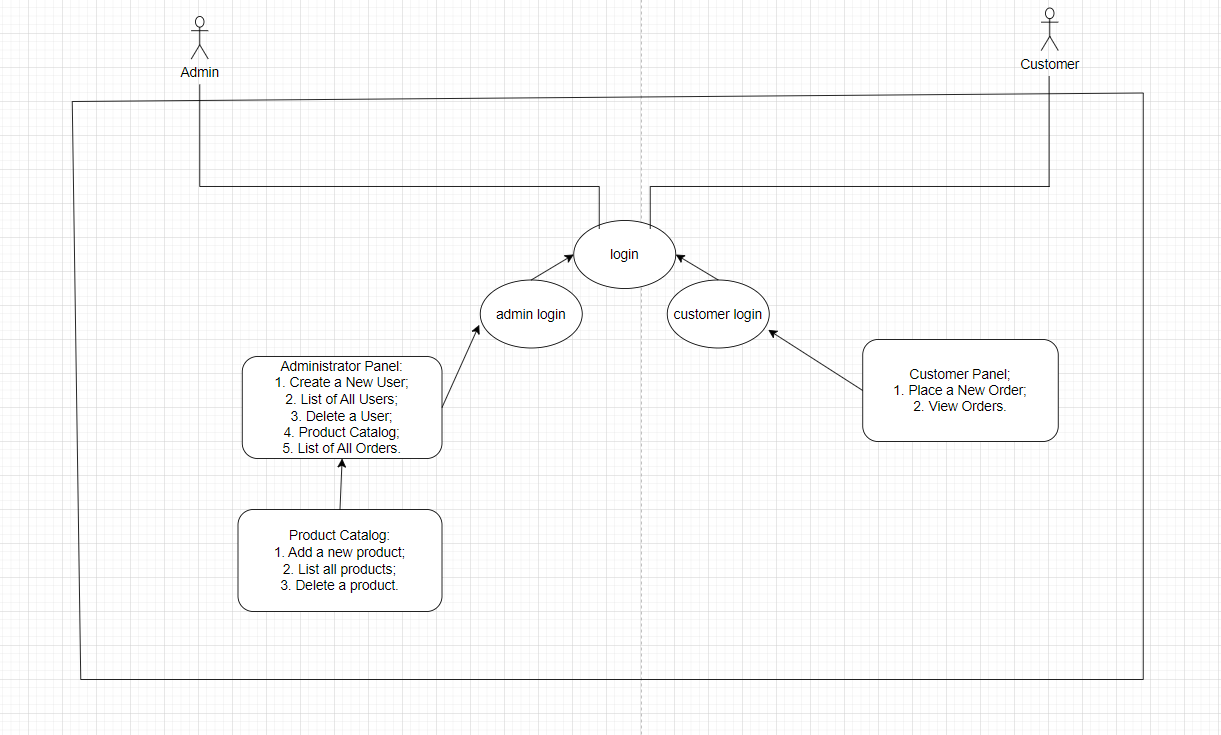 Admin
Customer
login
admin login
customer login
Administrator Panel:
1. Create a New User;
2. List of All Users;
3. Delete a User;
4. Product Catalog;
5. List of All Orders.
Customer Panel;
1. Place a New Order;
2. View Orders.
Product Catalog:
1. Add a new product;
2. List all products;
3. Delete a product.